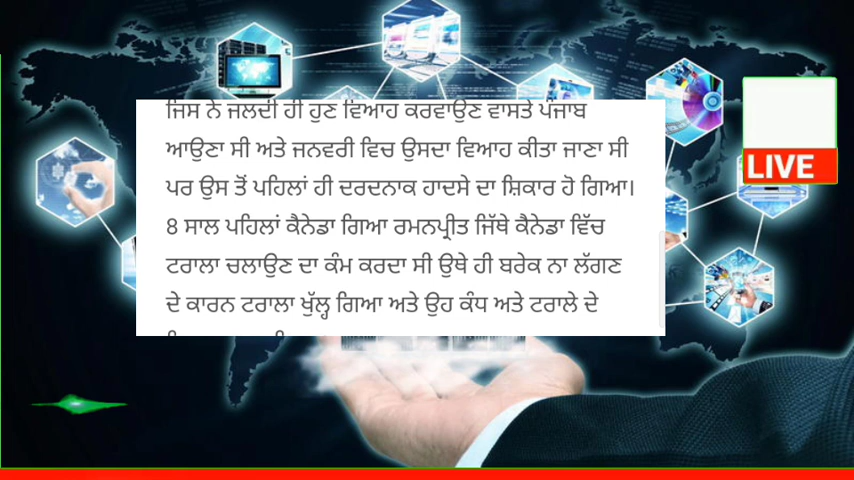 ਜਿਸ ਨੇ ਜਲਦੀ ਹੀ ਹੁਣ ਵਿਆਹ ਕਰਵਾਉਣ ਵਾਸਤੇ ਪੰਜਾਬ
ਆਉਣਾ ਸੀ ਅਤੇ ਜਨਵਰੀ ਵਿਚ ਉਸਦਾ ਵਿਆਹ ਕੀਤਾ ਜਾਣਾ ਸੀ
ਪਰ ਉਸ ਤੋਂ ਪਹਿਲਾਂ ਹੀ ਦਰਦਨਾਕ ਹਾਦਸੇ ਦਾ ਸ਼ਿਕਾਰ ਹੋ ਗਿਆ।
8 ਸਾਲ ਪਹਿਲਾਂ ਕੈਨੇਡਾ ਗਿਆ ਰਮਨਪ੍ਰੀਤ ਜਿੱਥੇ ਕੈਨੇਡਾ ਵਿੱਚ
ਟਰਾਲਾ ਚਲਾਉਣ ਦਾ ਕੰਮ ਕਰਦਾ ਸੀ ਉਥੇ ਹੀ ਬਰੇਕ ਨਾ ਲੱਗਣ
ਦੇ ਕਾਰਨ ਟਰਾਲਾ ਖੁੱਲ੍ਹ ਗਿਆ ਅਤੇ ਉਹ ਕੰਧ ਅਤੇ ਟਰਾਲੇ ਦੇ
LIVE